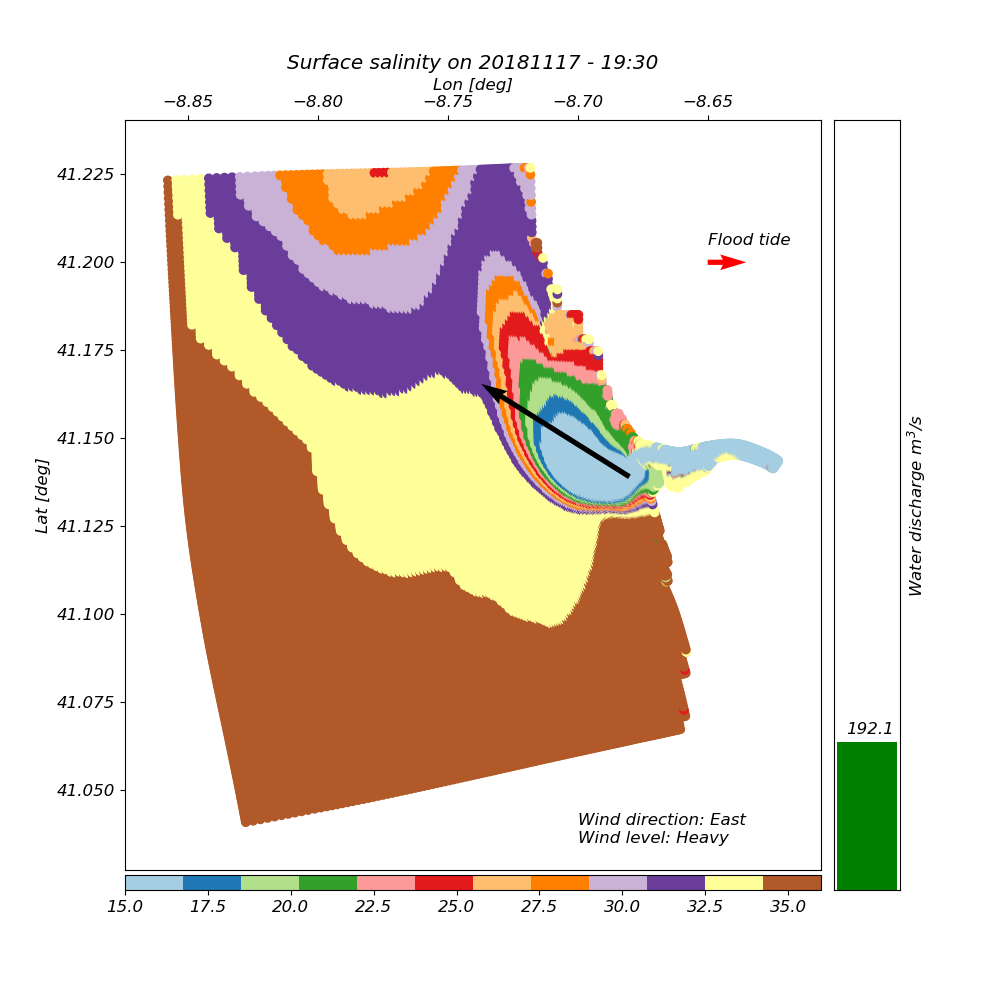 Surface salinity on 20181117 - 19:30
Lon [deg]
−8.85 −8.80 −8.75 −8.70 −8.65
41.225
41.200
41.175
41.150
41.125
41.100
41.075
41.050
Lat [deg]
Flood tide
Wind direction: East
Wind level: Heavy
192.1
Water discharge m³/s
15.0 17.5 20.0 22.5 25.0 27.5 30.0 32.5 35.0